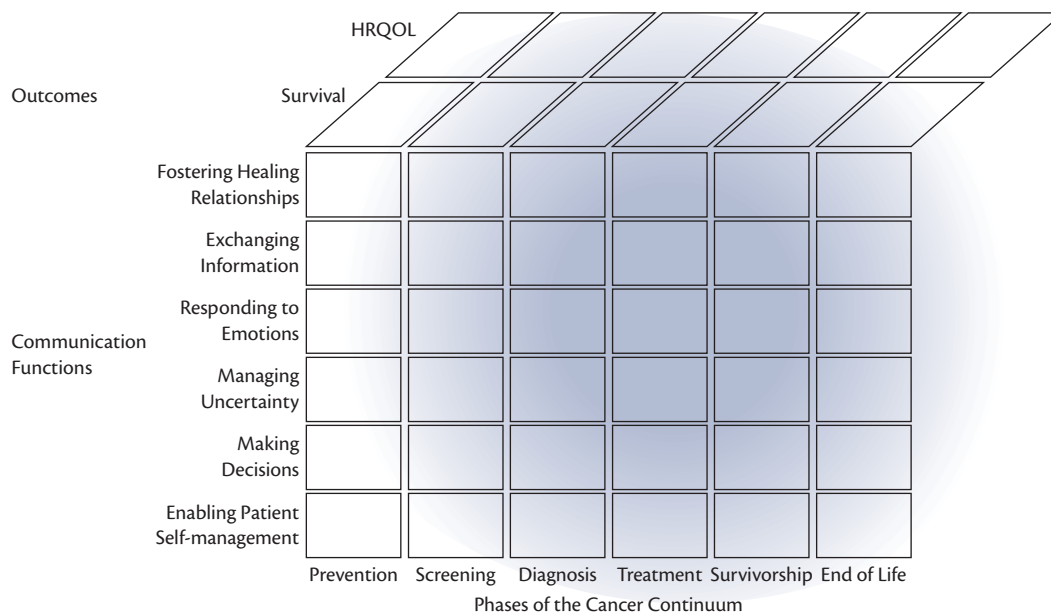 HRQOL
Outcomes
Survival
Fostering Healing
Relationships
Exchanging
Information
Responding to
Emotions
Communication
Functions
Managing
Uncertainty
Making
Decisions
Enabling Patient
Self-management
Prevention Screening Diagnosis Treatment Survivorship End of Life
Phases of the Cancer Continuum